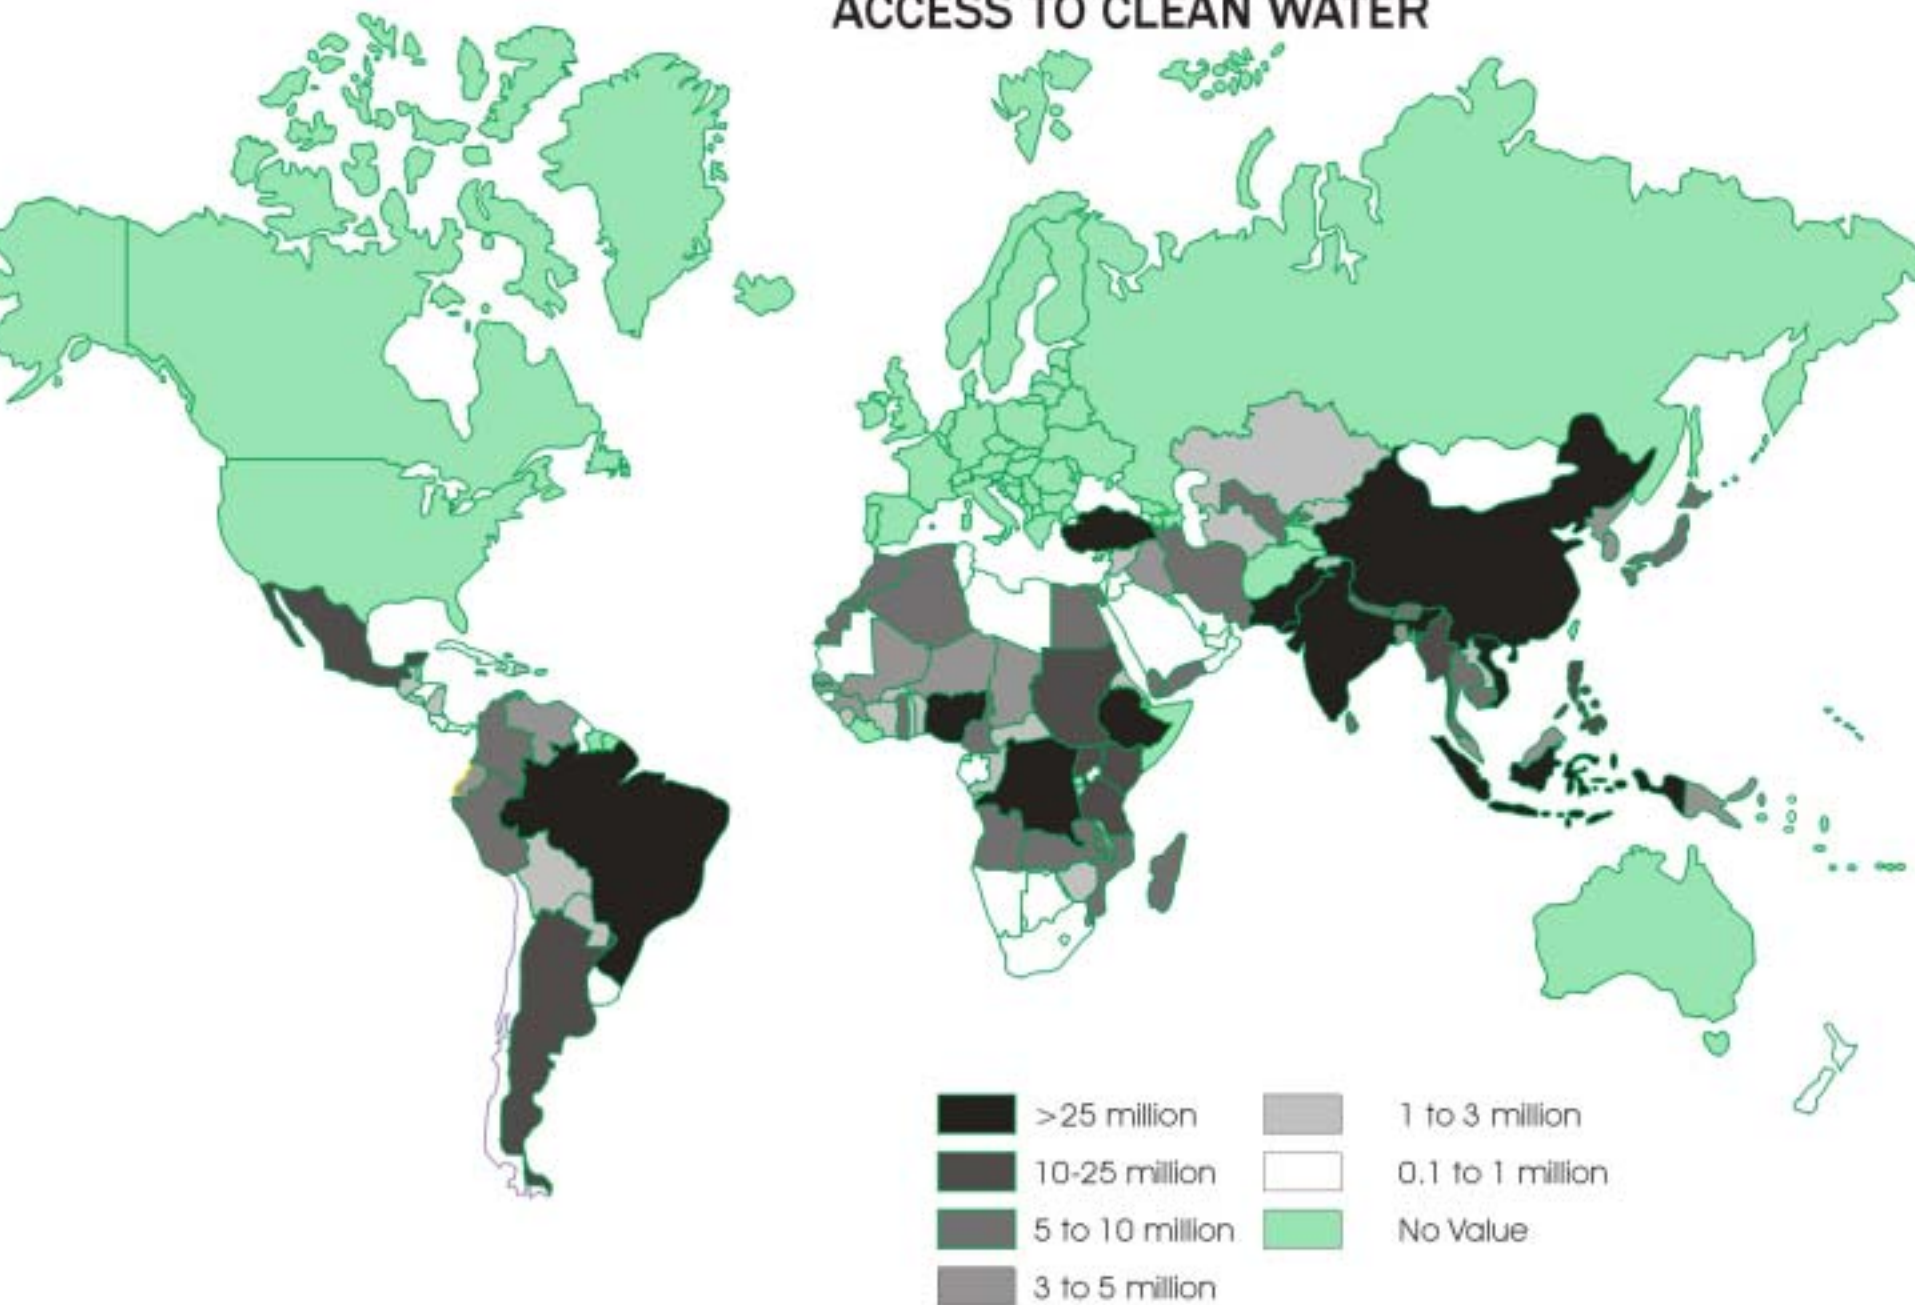 ACCESS TO CLEAN WATER
>25 million
10-25 million
5 to 10 million
3 to 5 million
1 to 3 million
0.1 to 1 million
No Value